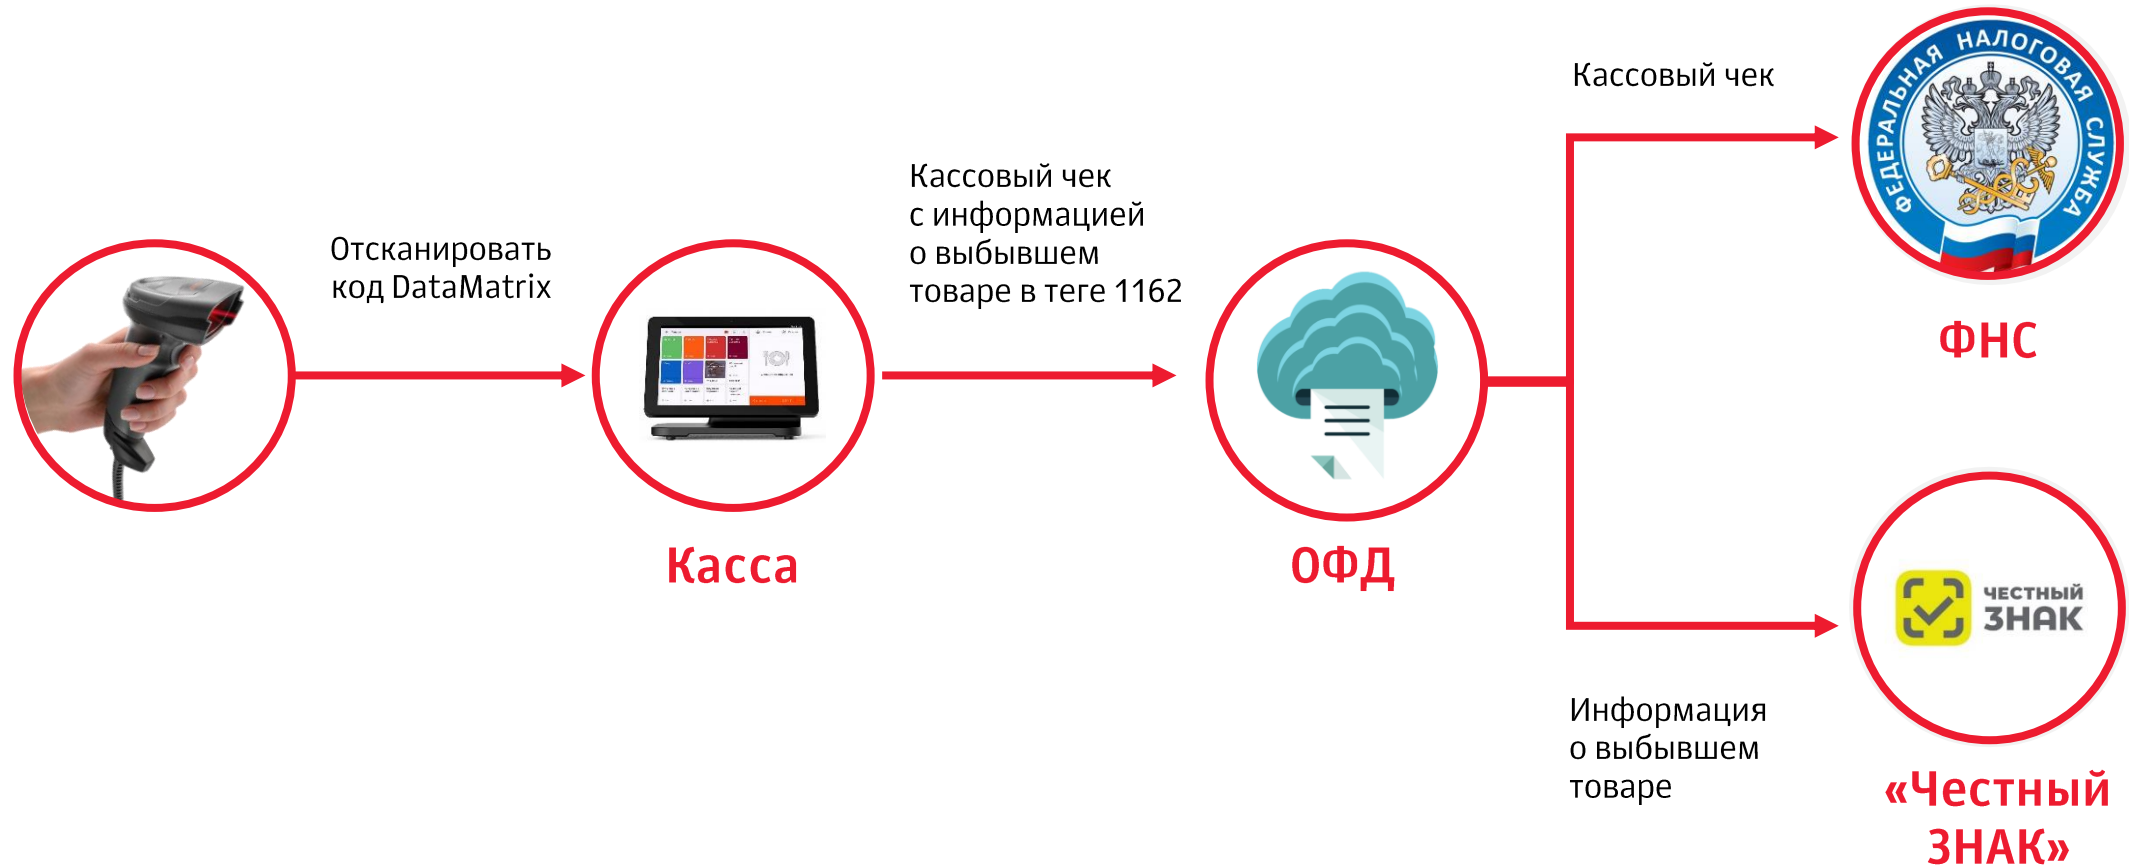 Отсканировать
код DataMatrix
Касса
Кассовый чек
с информацией
о выбывшем
товаре в теге 1162
ОФД
Кассовый чек
ФЕДЕРАЛЬНАЯ НАЛОГОВАЯ СЛУЖБА
ФНС
Информация
о выбывшем
товаре
ЧЕСТНЫЙ
ЗНАК
«Честный
ЗНАК»